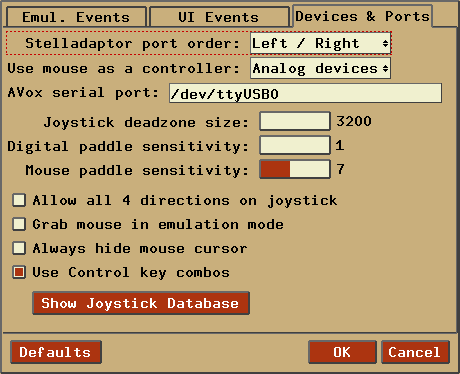 Emul. Events UI Events Devices & Ports
Stelladaptor port order: Left / Right
Use mouse as a controller: Analog devices
AVox serial port: /dev/ttyUSB0
Joystick deadzone size: 3200
Digital paddle sensitivity: 1
Mouse paddle sensitivity: 7
Allow all 4 directions on joystick
Grab mouse in emulation mode
Always hide mouse cursor
Use Control key combos
Show Joystick Database
Defaults OK Cancel